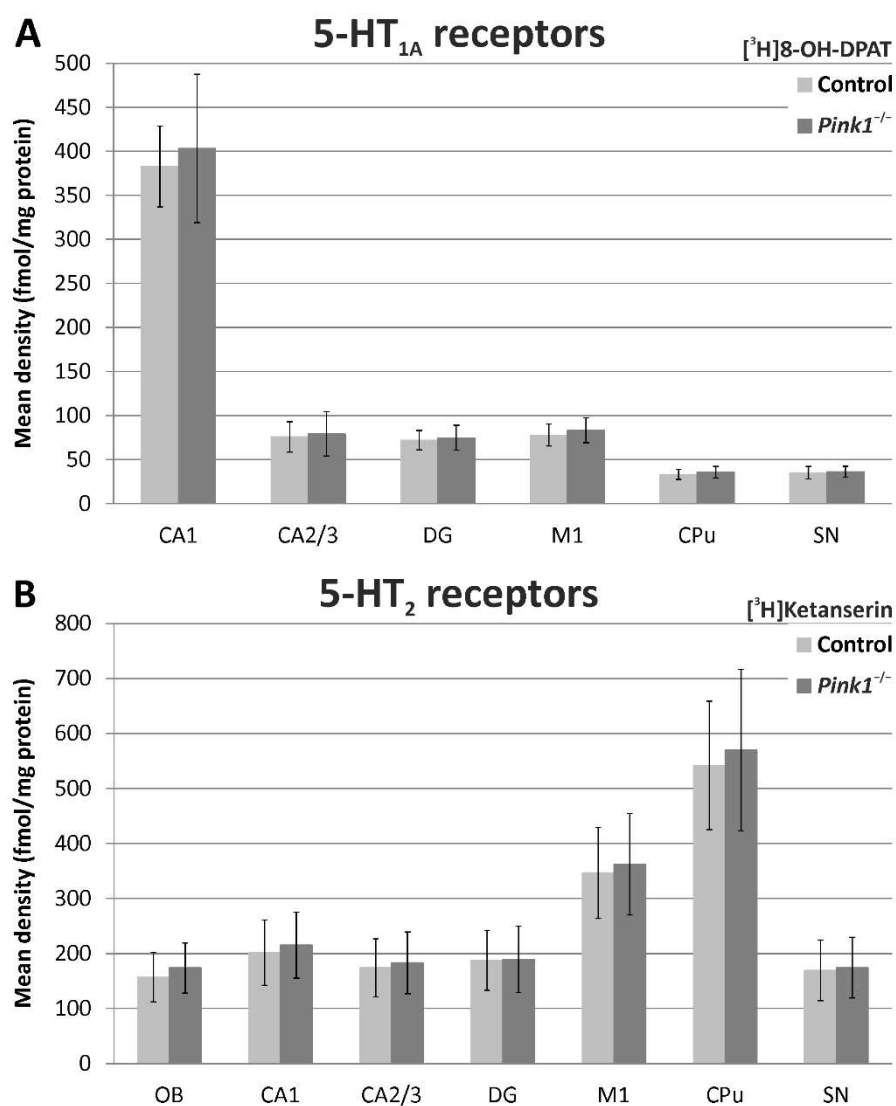 A
5-HT₁A receptors
[³H]8-OH-DPAT
Control
Pink1⁻/⁻
Mean density (fmol/mg protein)
500
450
400
350
300
250
200
150
100
50
0
CA1 CA2/3 DG M1 CPu SN
B
5-HT₂ receptors
[³H]Ketanserin
Control
Pink1⁻/⁻
Mean density (fmol/mg protein)
800
700
600
500
400
300
200
100
0
OB CA1 CA2/3 DG M1 CPu SN